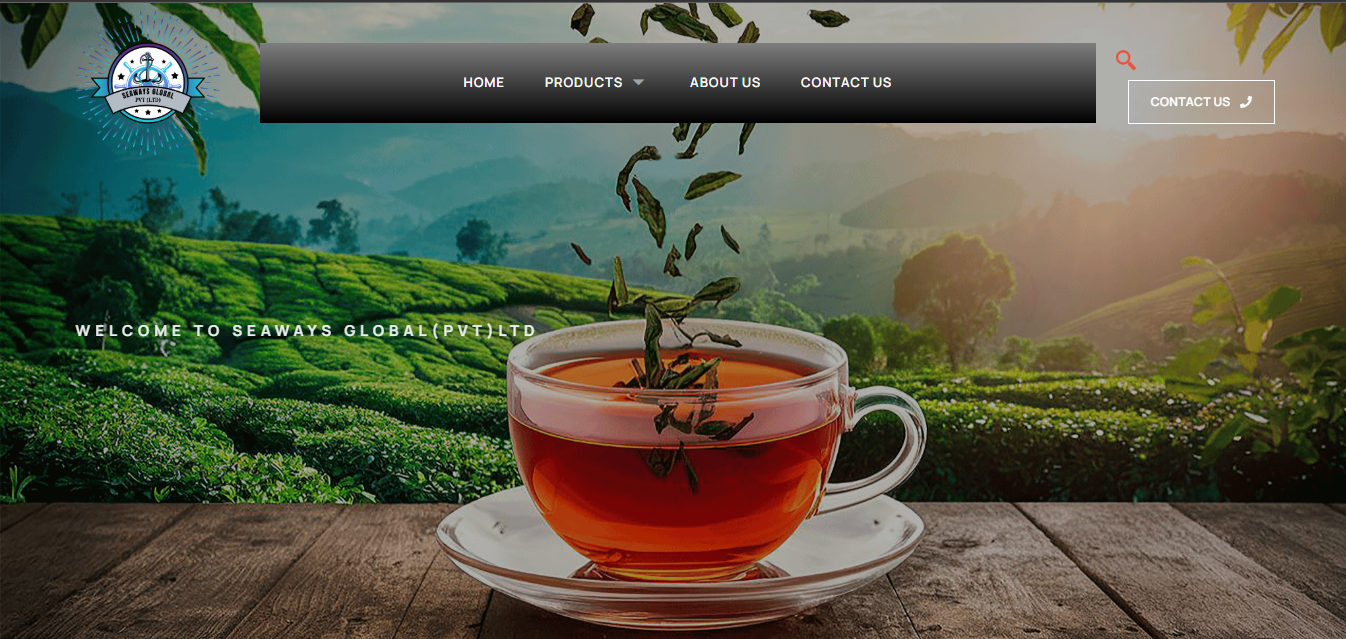 SEAWAYS GLOBAL
PVT (LTD)
HOME PRODUCTS ABOUT US CONTACT US
CONTACT US
WELCOME TO SEAWAYS GLOBAL(PVT)LTD